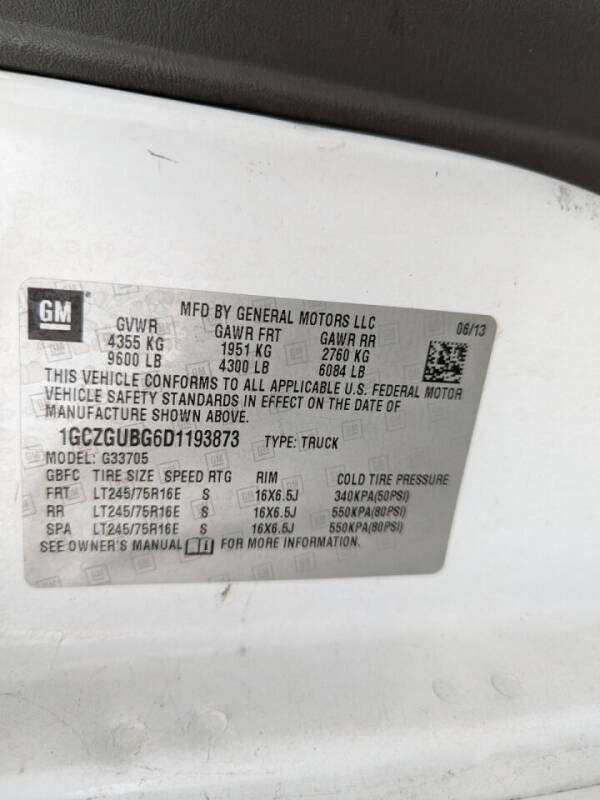 GM
MFD BY GENERAL MOTORS LLC
06/13
GVWR GAWR FRT GAWR RR
4355 KG 1951 KG 2760 KG
9600 LB 4300 LB 6084 LB
THIS VEHICLE CONFORMS TO ALL APPLICABLE U.S. FEDERAL MOTOR
VEHICLE SAFETY STANDARDS IN EFFECT ON THE DATE OF
MANUFACTURE SHOWN ABOVE.
1GCZGUBG6D1193873 TYPE: TRUCK
MODEL: G33705
GBFC TIRE SIZE SPEED RTG RIM COLD TIRE PRESSURE
FRT LT245/75R16E S 16X6.5J 340KPA(50PSI)
RR LT245/75R16E S 16X6.5J 550KPA(80PSI)
SPA LT245/75R16E S 16X6.5J 550KPA(80PSI)
SEE OWNER'S MANUAL FOR MORE INFORMATION.